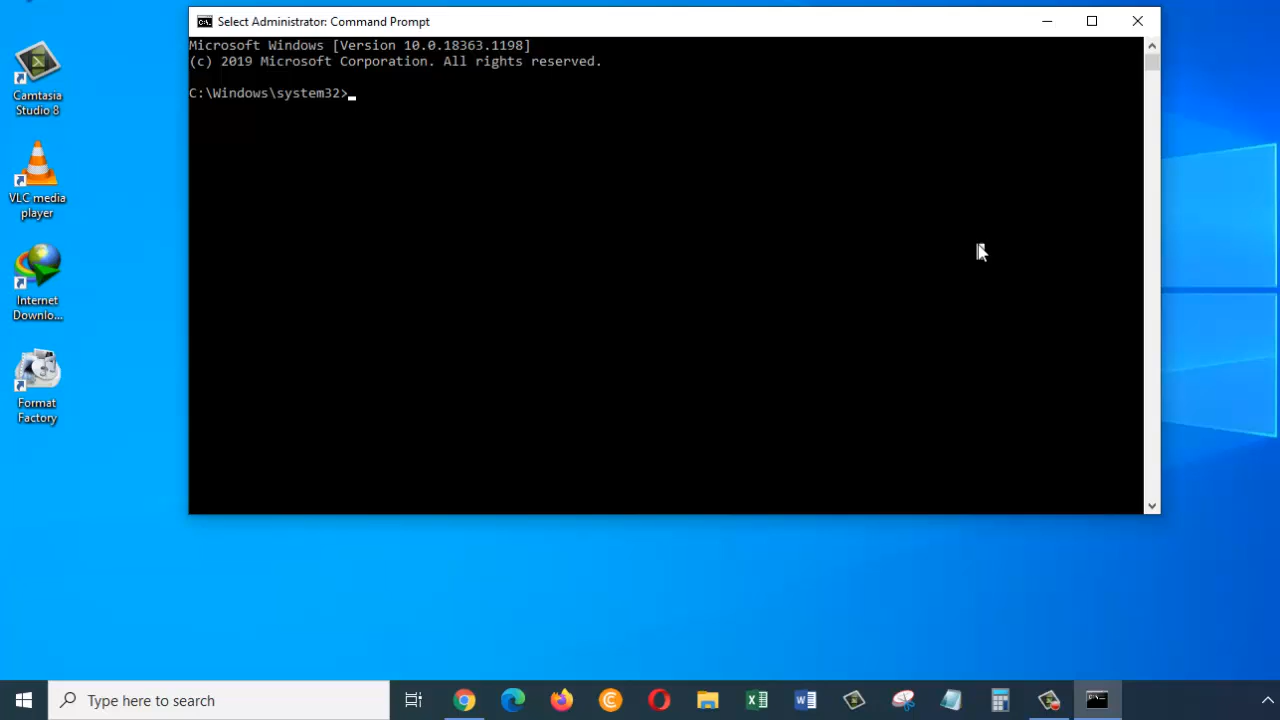 Select Administrator: Command Prompt
Microsoft Windows [Version 10.0.18363.1198]
(c) 2019 Microsoft Corporation. All rights reserved.
C:\Windows\system32>
Camtasia
Studio 8
VLC media
player
Internet
Downlo...
Format
Factory
Type here to search